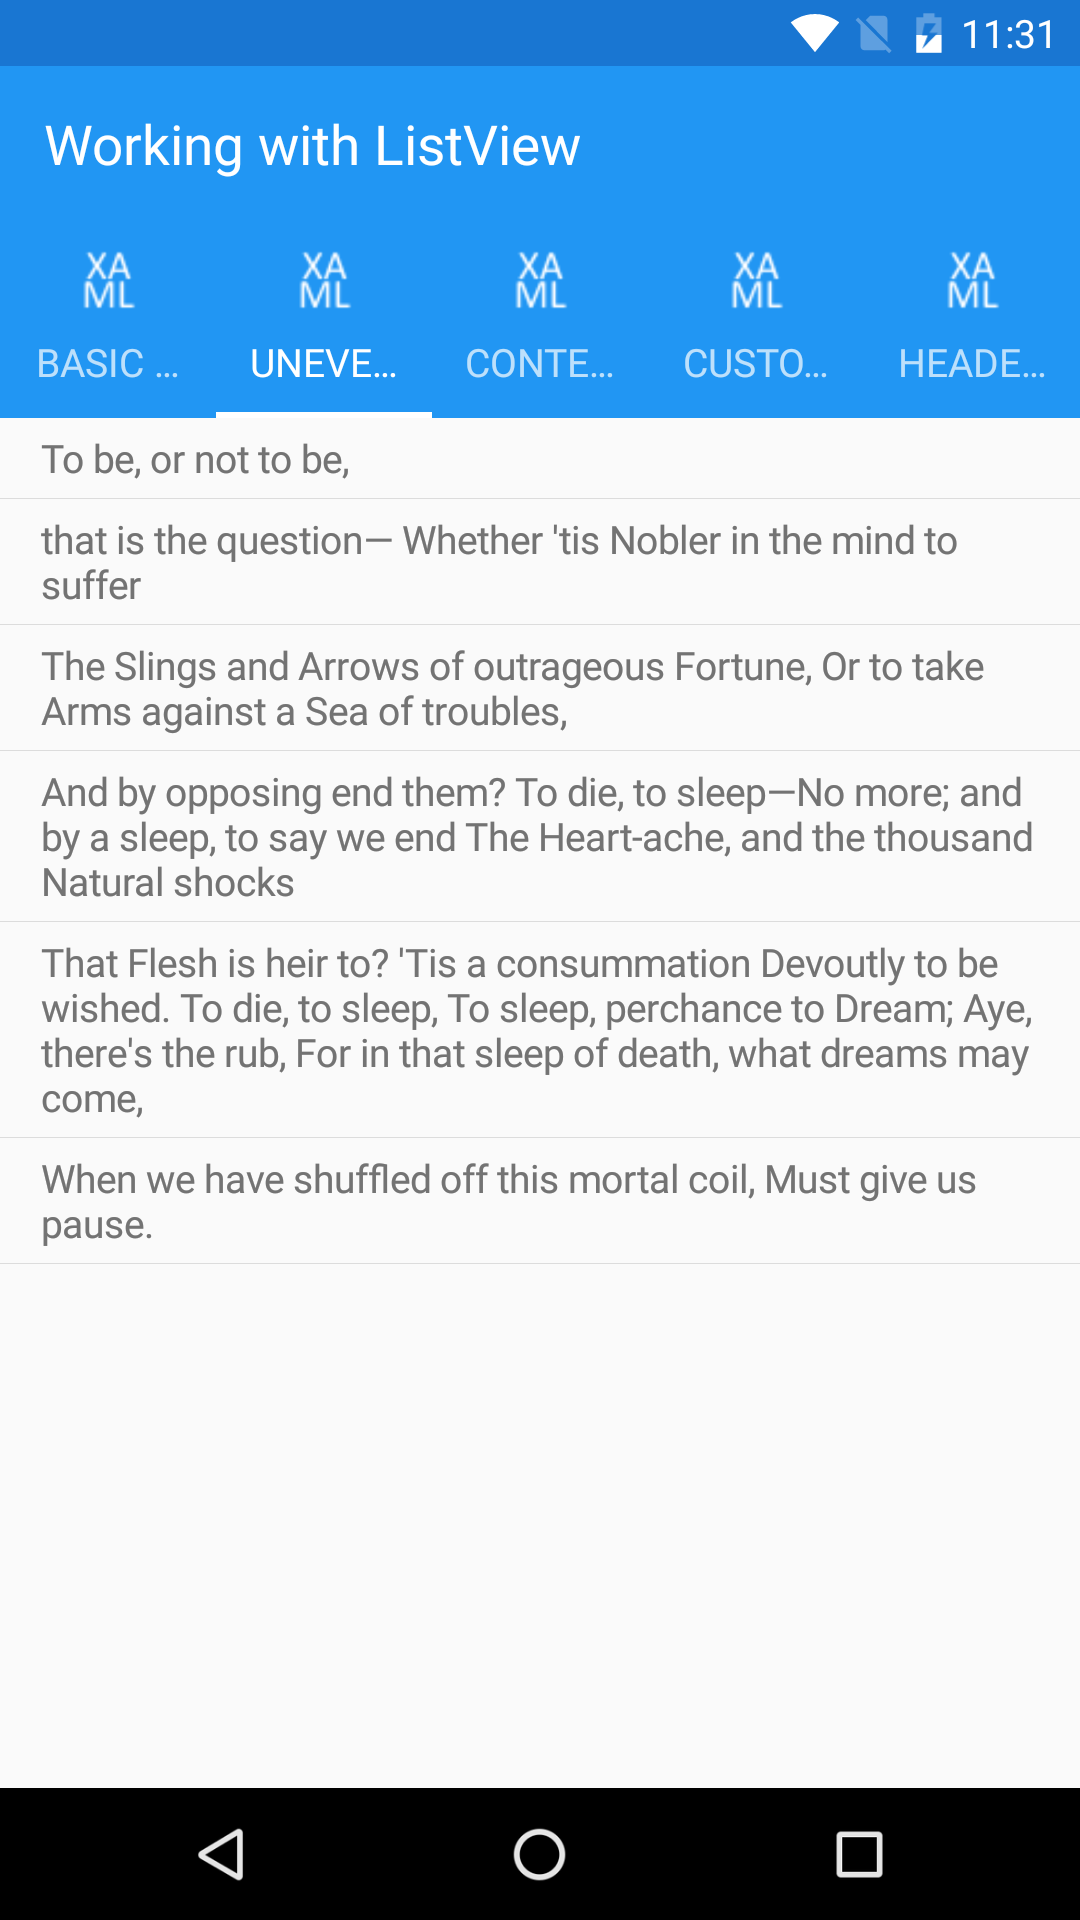 11:31
Working with ListView
XA
ML
XA
ML
XA
ML
XA
ML
XA
ML
BASIC ...
UNEVE...
CONTE...
CUSTO...
HEADE...
To be, or not to be,
that is the question— Whether 'tis Nobler in the mind to
suffer
The Slings and Arrows of outrageous Fortune, Or to take
Arms against a Sea of troubles,
And by opposing end them? To die, to sleep—No more; and
by a sleep, to say we end The Heart-ache, and the thousand
Natural shocks
That Flesh is heir to? 'Tis a consummation Devoutly to be
wished. To die, to sleep, To sleep, perchance to Dream; Aye,
there's the rub, For in that sleep of death, what dreams may
come,
When we have shuffled off this mortal coil, Must give us
pause.